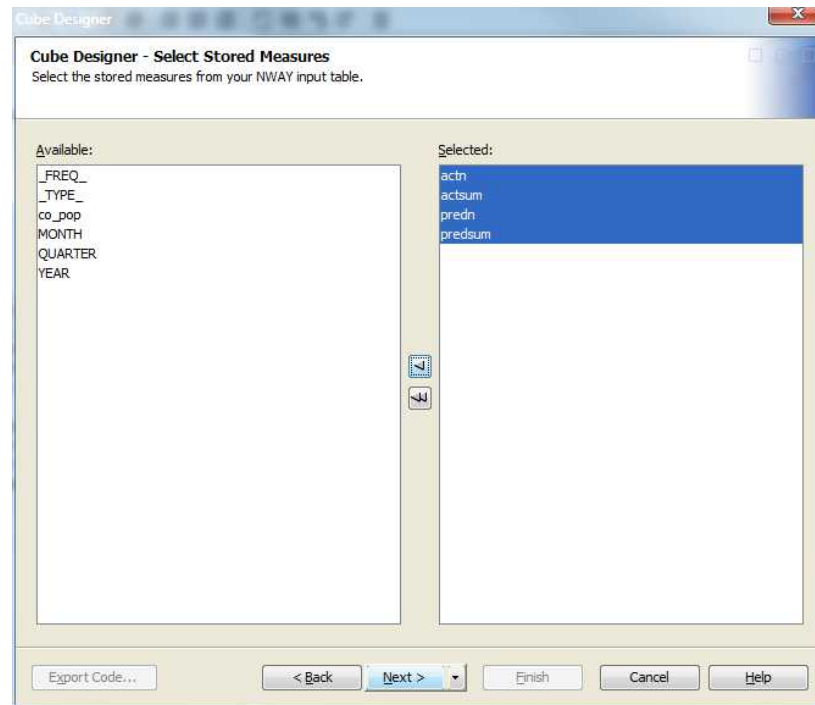 Cube Designer
Cube Designer - Select Stored Measures
Select the stored measures from your NWAY input table.
Available:
_FREQ_
_TYPE_
co_pop
MONTH
QUARTER
YEAR
Selected:
actn
actsum
predn
predsum
Export Code... < Back Next > Finish Cancel Help